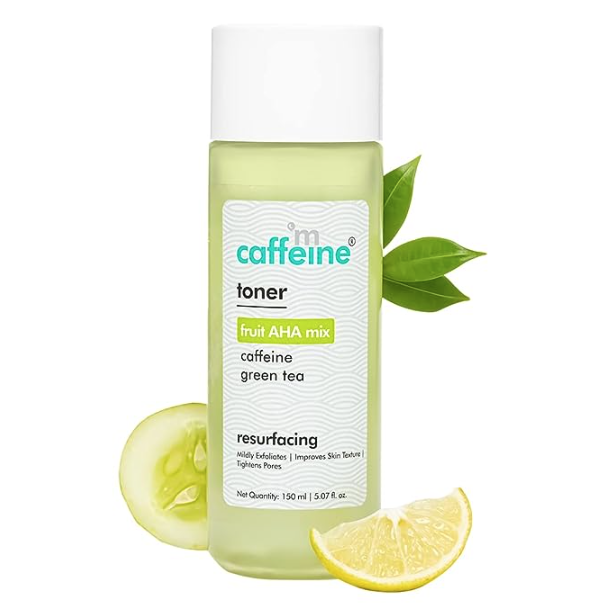 'm
caffeine®
toner
fruit AHA mix
caffeine
green tea
resurfacing
Mildly Exfoliates | Improves Skin Texture |
Tightens Pores
Net Quantity: 150 ml | 5.07 fl. oz.